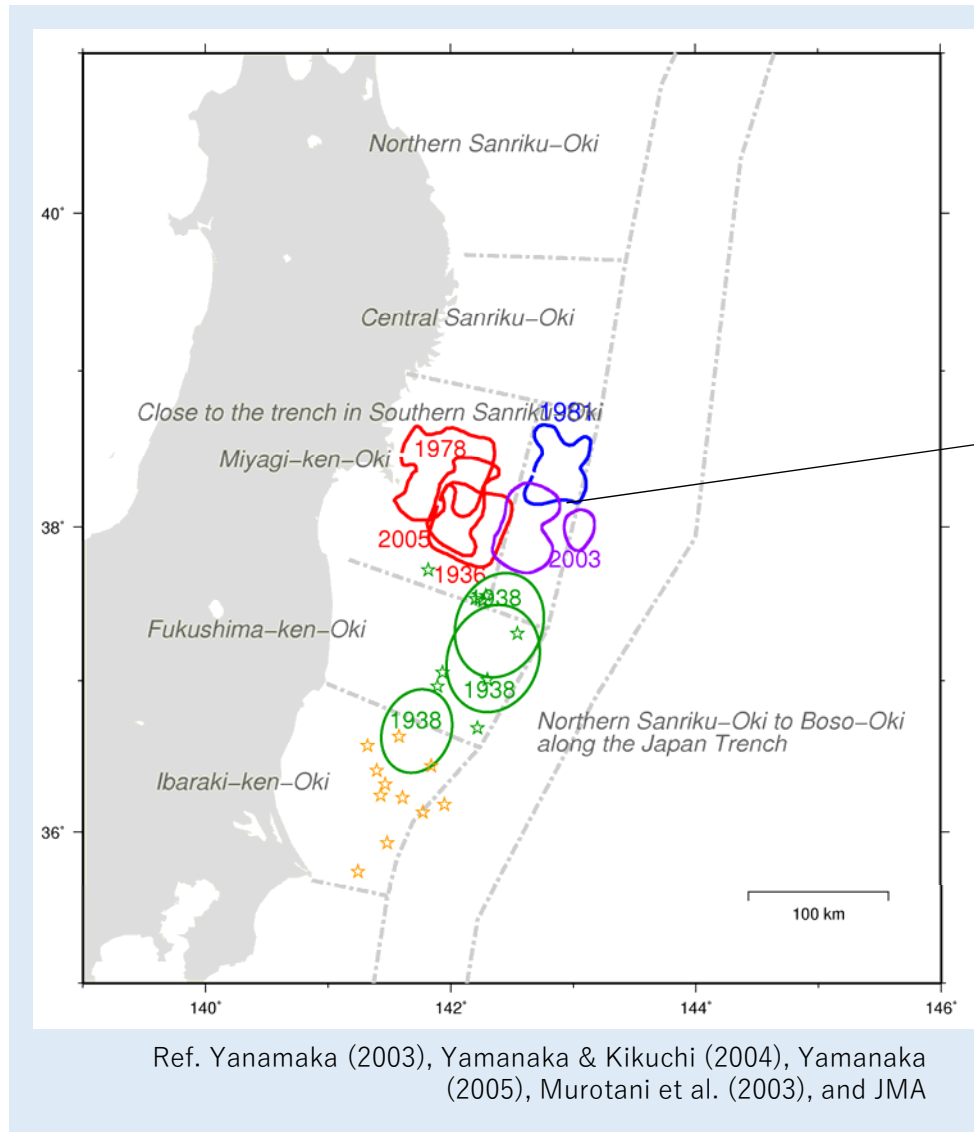 Northern Sanriku-Oki
40°
Central Sanriku-Oki
Close to the trench in Southern Sanriku-Oki
1981
1978
Miyagi-ken-Oki
38°
2005
2003
1936
1938
Fukushima-ken-Oki
1938
1938
Northern Sanriku-Oki to Boso-Oki
along the Japan Trench
Ibaraki-ken-Oki
36°
100 km
140°
142°
144°
146°
Ref. Yanamaka (2003), Yamanaka & Kikuchi (2004), Yamanaka
(2005), Murotani et al. (2003), and JMA